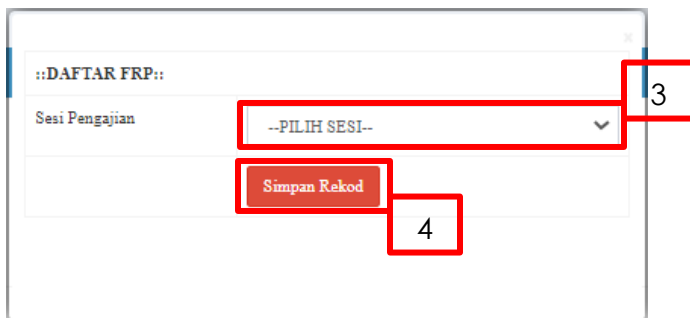 ::DAFTAR FRP::
3
Sesi Pengajian
--PILIH SESI--
Simpan Rekod
4